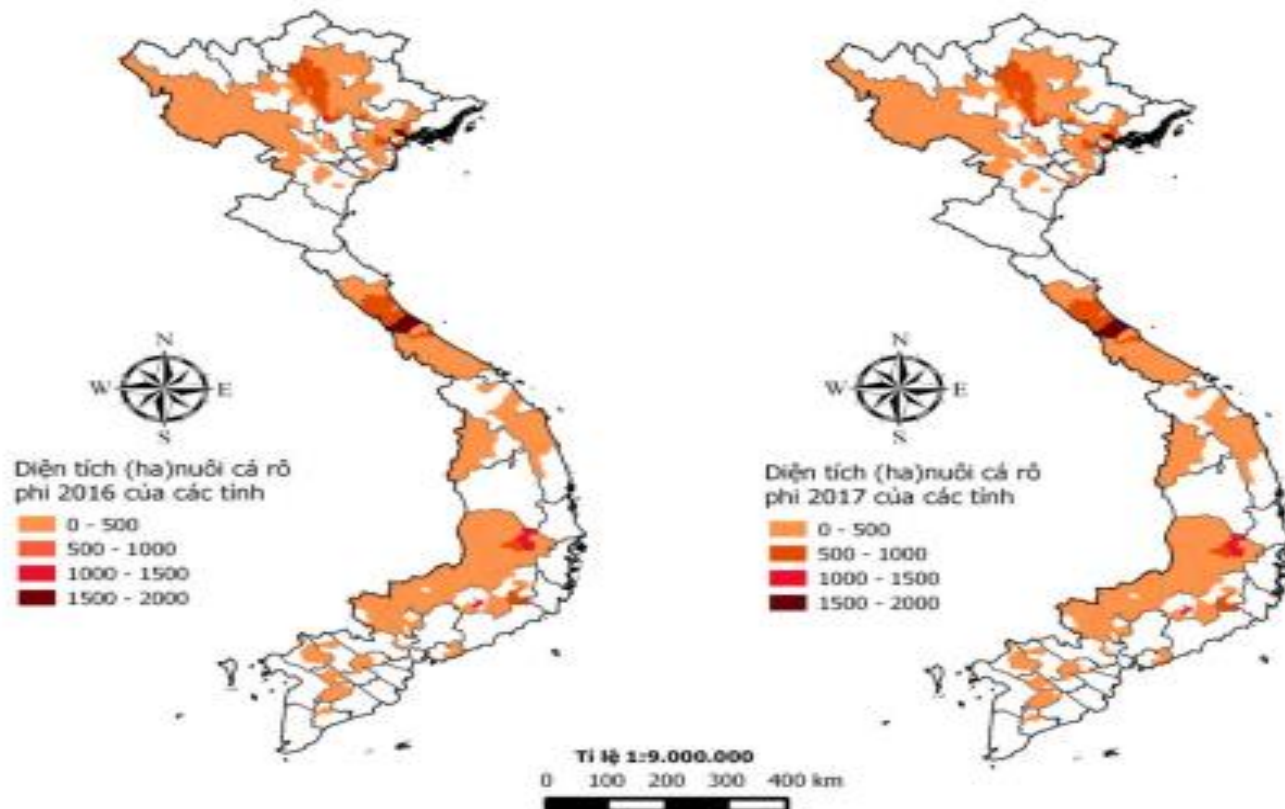 N
W E
S
Diện tích (ha)nuôi cá rô
phi 2016 của các tỉnh
0 - 500
500 - 1000
1000 - 1500
1500 - 2000
N
W E
S
Diện tích (ha)nuôi cá rô
phi 2017 của các tỉnh
0 - 500
500 - 1000
1000 - 1500
1500 - 2000
Tỉ lệ 1:9.000.000
0 100 200 300 400 km